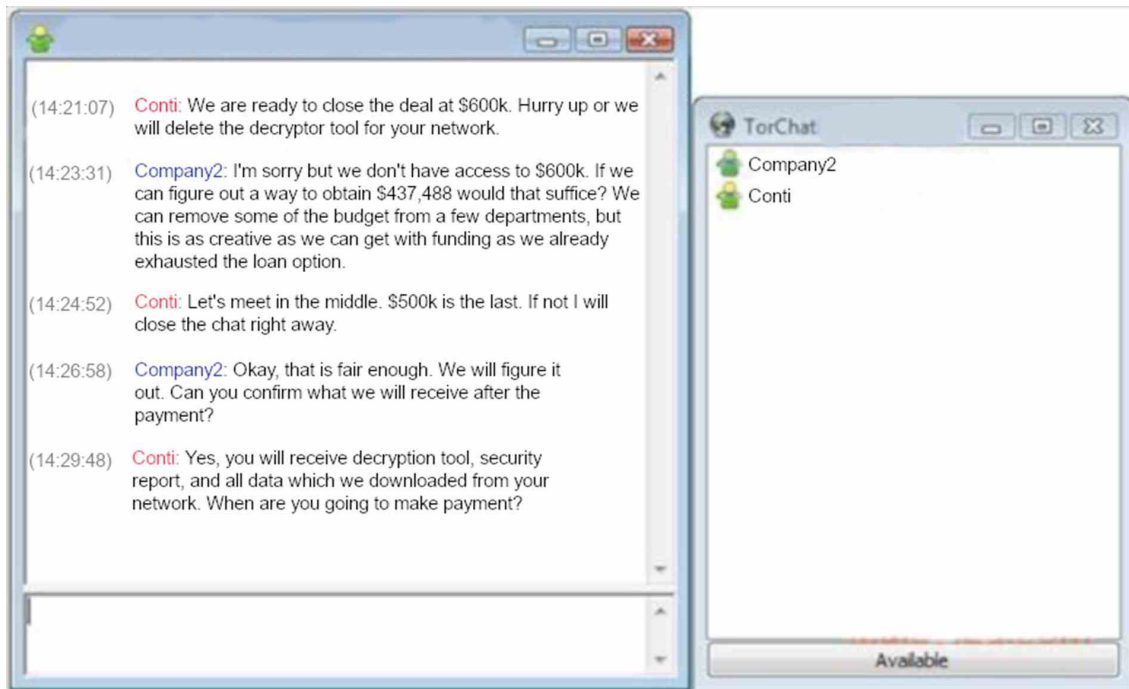 (14:21:07) Conti: We are ready to close the deal at $600k. Hurry up or we
will delete the decryptor tool for your network.
(14:23:31) Company2: I'm sorry but we don't have access to $600k. If we
can figure out a way to obtain $437,488 would that suffice? We
can remove some of the budget from a few departments, but
this is as creative as we can get with funding as we already
exhausted the loan option.
(14:24:52) Conti: Let's meet in the middle. $500k is the last. If not I will
close the chat right away.
(14:26:58) Company2: Okay, that is fair enough. We will figure it
out. Can you confirm what we will receive after the
payment?
(14:29:48) Conti: Yes, you will receive decryption tool, security
report, and all data which we downloaded from your
network. When are you going to make payment?
TorChat
Company2
Conti
Available